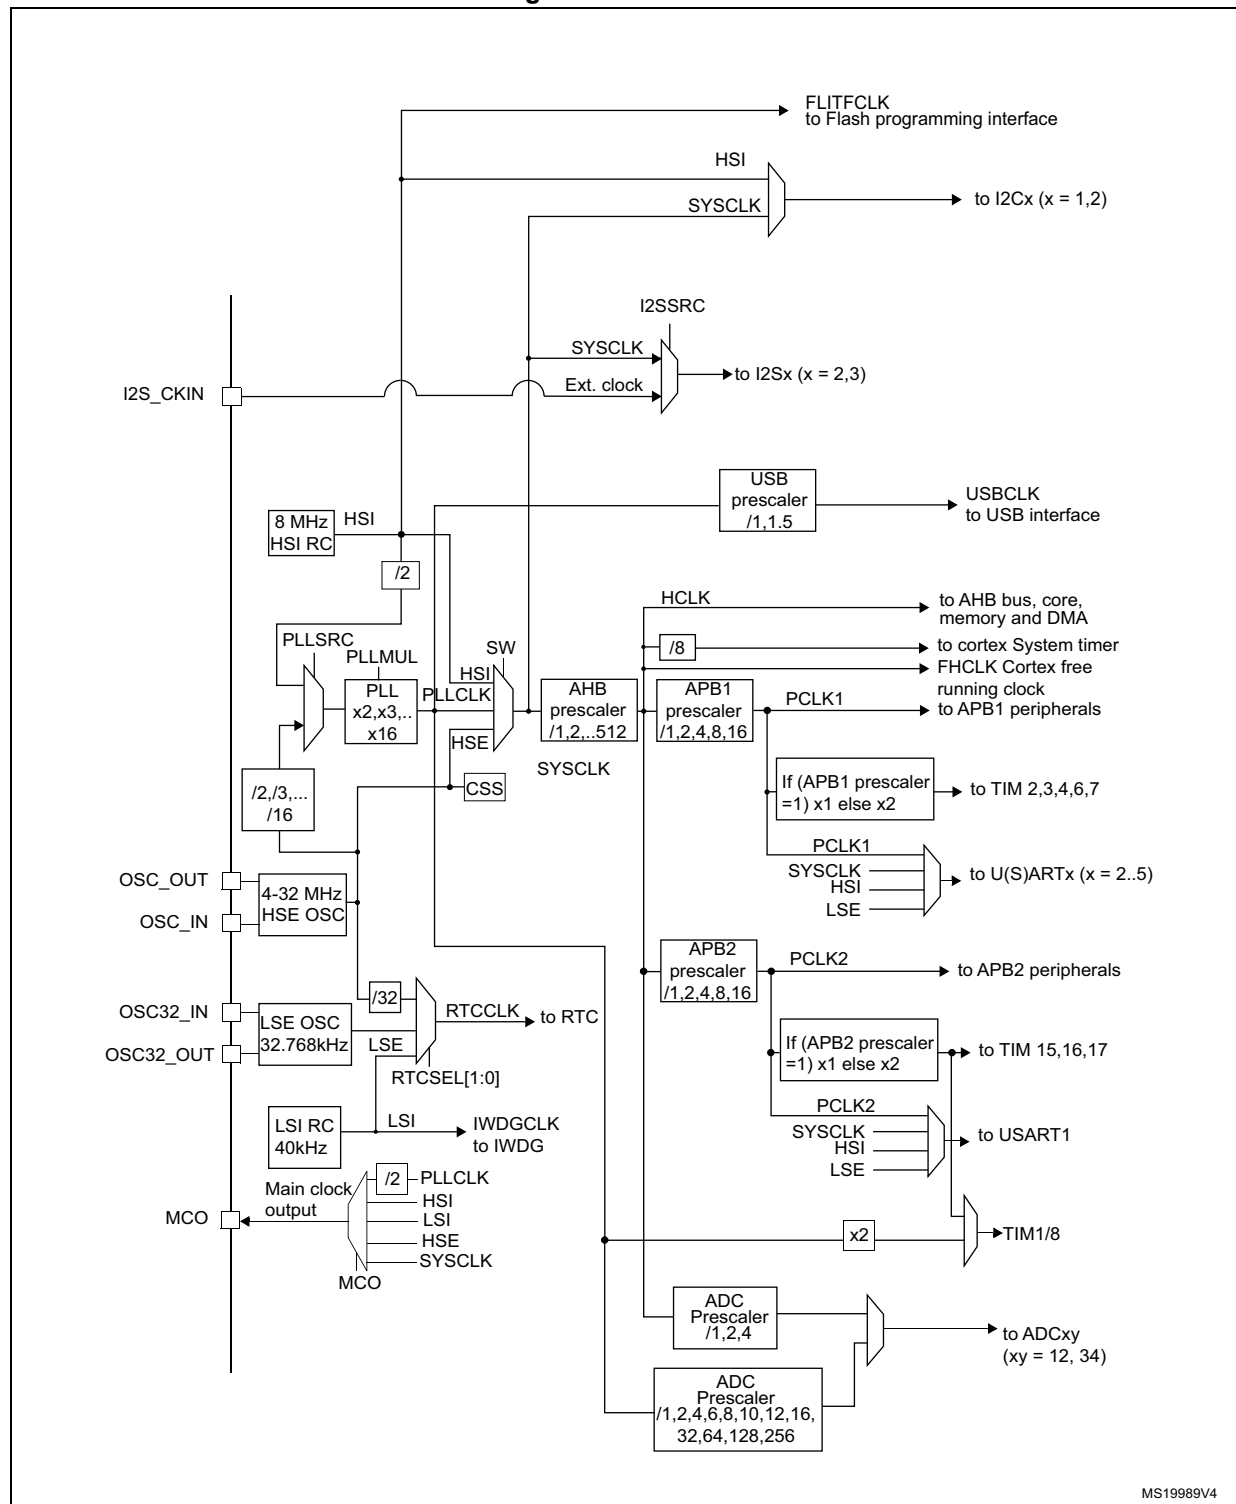 FLITFCLK
to Flash programming interface
HSI
SYSCLK
to I2Cx (x = 1,2)
I2SSRC
SYSCLK
to I2Sx (x = 2,3)
Ext. clock
I2S_CKIN
USB
prescaler
/1,1.5
USBCLK
to USB interface
8 MHz
HSI RC
HSI
/2
HCLK
to AHB bus, core,
memory and DMA
/8
to cortex System timer
FHCLK Cortex free
running clock
PLLSRC
PLLMUL
PLL
x2,x3,..
x16
SW
HSI
PLLCLK
HSE
AHB
prescaler
/1,2,..512
SYSCLK
APB1
prescaler
/1,2,4,8,16
PCLK1
to APB1 peripherals
/2,/3,...
/16
CSS
If (APB1 prescaler
=1) x1 else x2
to TIM 2,3,4,6,7
PCLK1
SYSCLK
HSI
LSE
to U(S)ARTx (x = 2..5)
OSC_OUT
OSC_IN
4-32 MHz
HSE OSC
APB2
prescaler
/1,2,4,8,16
PCLK2
to APB2 peripherals
/32
OSC32_IN
OSC32_OUT
LSE OSC
32.768kHz
LSE
RTCCLK
to RTC
RTCSEL[1:0]
If (APB2 prescaler
=1) x1 else x2
to TIM 15,16,17
PCLK2
SYSCLK
HSI
LSE
to USART1
LSI RC
40kHz
LSI
IWDGCLK
to IWDG
Main clock
output
MCO
/2
PLLCLK
HSI
LSI
HSE
SYSCLK
MCO
x2
TIM1/8
ADC
Prescaler
/1,2,4
to ADCxy
(xy = 12, 34)
ADC
Prescaler
/1,2,4,6,8,10,12,16,
32,64,128,256
MS19989V4